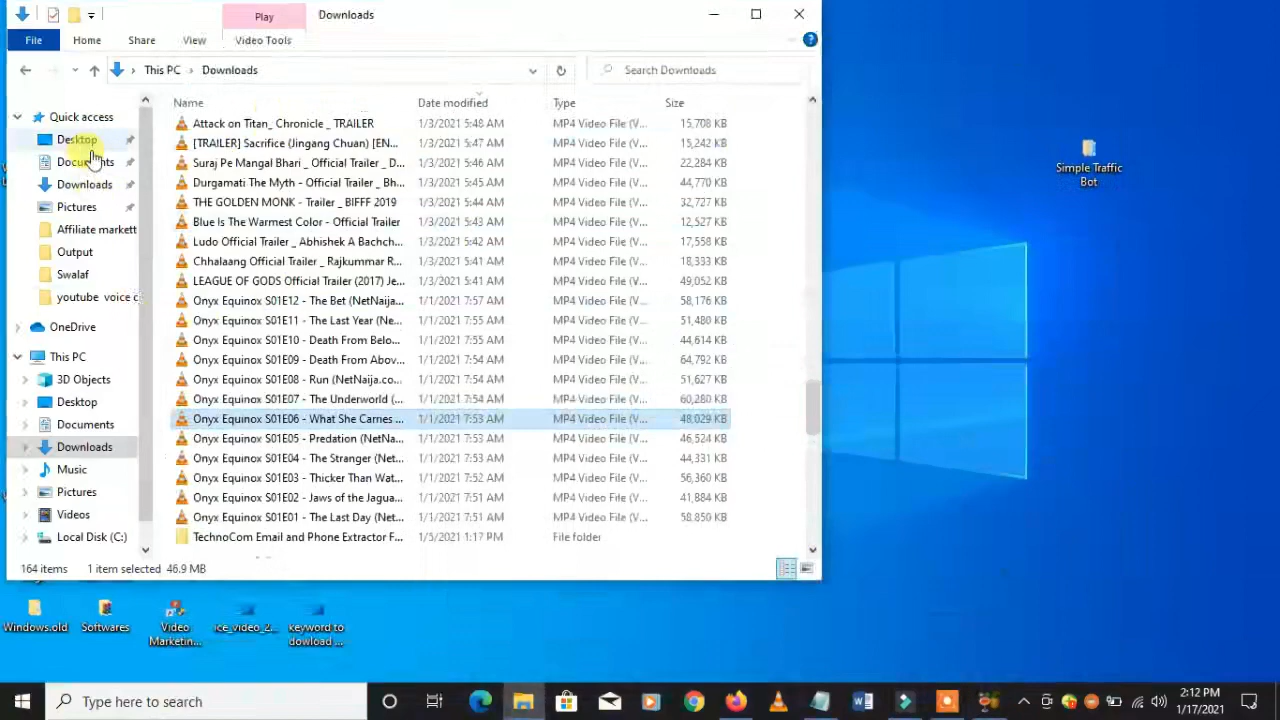 Play
Downloads
File
Home
Share
View
Video Tools
This PC
Downloads
Search Downloads
Name
Date modified
Type
Size
Quick access
Desktop
Documents
Downloads
Pictures
Affiliate markett
Output
Swalaf
youtube voice
OneDrive
This PC
3D Objects
Desktop
Documents
Downloads
Music
Pictures
Videos
Local Disk (C:)
Attack on Titan_ Chronicle _ TRAILER 1/3/2021 5:48 AM MP4 Video File (V... 15,708 KB
[TRAILER] Sacrifice (Jingang Chuan) [EN... 1/3/2021 5:47 AM MP4 Video File (V... 15,242 KB
Suraj Pe Mangal Bhari _ Official Trailer _ D... 1/3/2021 5:46 AM MP4 Video File (V... 22,284 KB
Durgamati The Myth - Official Trailer _ Bh... 1/3/2021 5:45 AM MP4 Video File (V... 44,770 KB
THE GOLDEN MONK - Trailer _ BIFFF 2019 1/3/2021 5:44 AM MP4 Video File (V... 32,727 KB
Blue Is The Warmest Color - Official Trailer 1/3/2021 5:43 AM MP4 Video File (V... 12,527 KB
Ludo Official Trailer _ Abhishek A Bachch... 1/3/2021 5:42 AM MP4 Video File (V... 17,558 KB
Chhalaang Official Trailer _ Rajkummar R... 1/3/2021 5:41 AM MP4 Video File (V... 18,333 KB
LEAGUE OF GODS Official Trailer (2017) Je... 1/3/2021 5:41 AM MP4 Video File (V... 49,052 KB
Onyx Equinox S01E12 - The Bet (NetNaija... 1/1/2021 7:57 AM MP4 Video File (V... 58,176 KB
Onyx Equinox S01E11 - The Last Year (Ne... 1/1/2021 7:55 AM MP4 Video File (V... 51,480 KB
Onyx Equinox S01E10 - Death From Belo... 1/1/2021 7:55 AM MP4 Video File (V... 44,614 KB
Onyx Equinox S01E09 - Death From Abov... 1/1/2021 7:54 AM MP4 Video File (V... 64,792 KB
Onyx Equinox S01E08 - Run (NetNaija.co... 1/1/2021 7:54 AM MP4 Video File (V... 51,627 KB
Onyx Equinox S01E07 - The Underworld (... 1/1/2021 7:54 AM MP4 Video File (V... 60,280 KB
Onyx Equinox S01E06 - What She Carries ... 1/1/2021 7:53 AM MP4 Video File (V... 48,029 KB
Onyx Equinox S01E05 - Predation (NetNa... 1/1/2021 7:53 AM MP4 Video File (V... 46,524 KB
Onyx Equinox S01E04 - The Stranger (Net... 1/1/2021 7:53 AM MP4 Video File (V... 44,331 KB
Onyx Equinox S01E03 - Thicker Than Wat... 1/1/2021 7:52 AM MP4 Video File (V... 56,360 KB
Onyx Equinox S01E02 - Jaws of the Jagua... 1/1/2021 7:51 AM MP4 Video File (V... 41,884 KB
Onyx Equinox S01E01 - The Last Day (Net... 1/1/2021 7:51 AM MP4 Video File (V... 58,850 KB
TechnoCom Email and Phone Extractor F... 1/5/2021 1:17 PM File folder
164 items 1 item selected 46.9 MB
Simple Traffic
Bot
Windows.old
Softwares
Video
Marketin...
ice_video_2...
keyword to
dowload ...
Type here to search
2:12 PM
1/17/2021